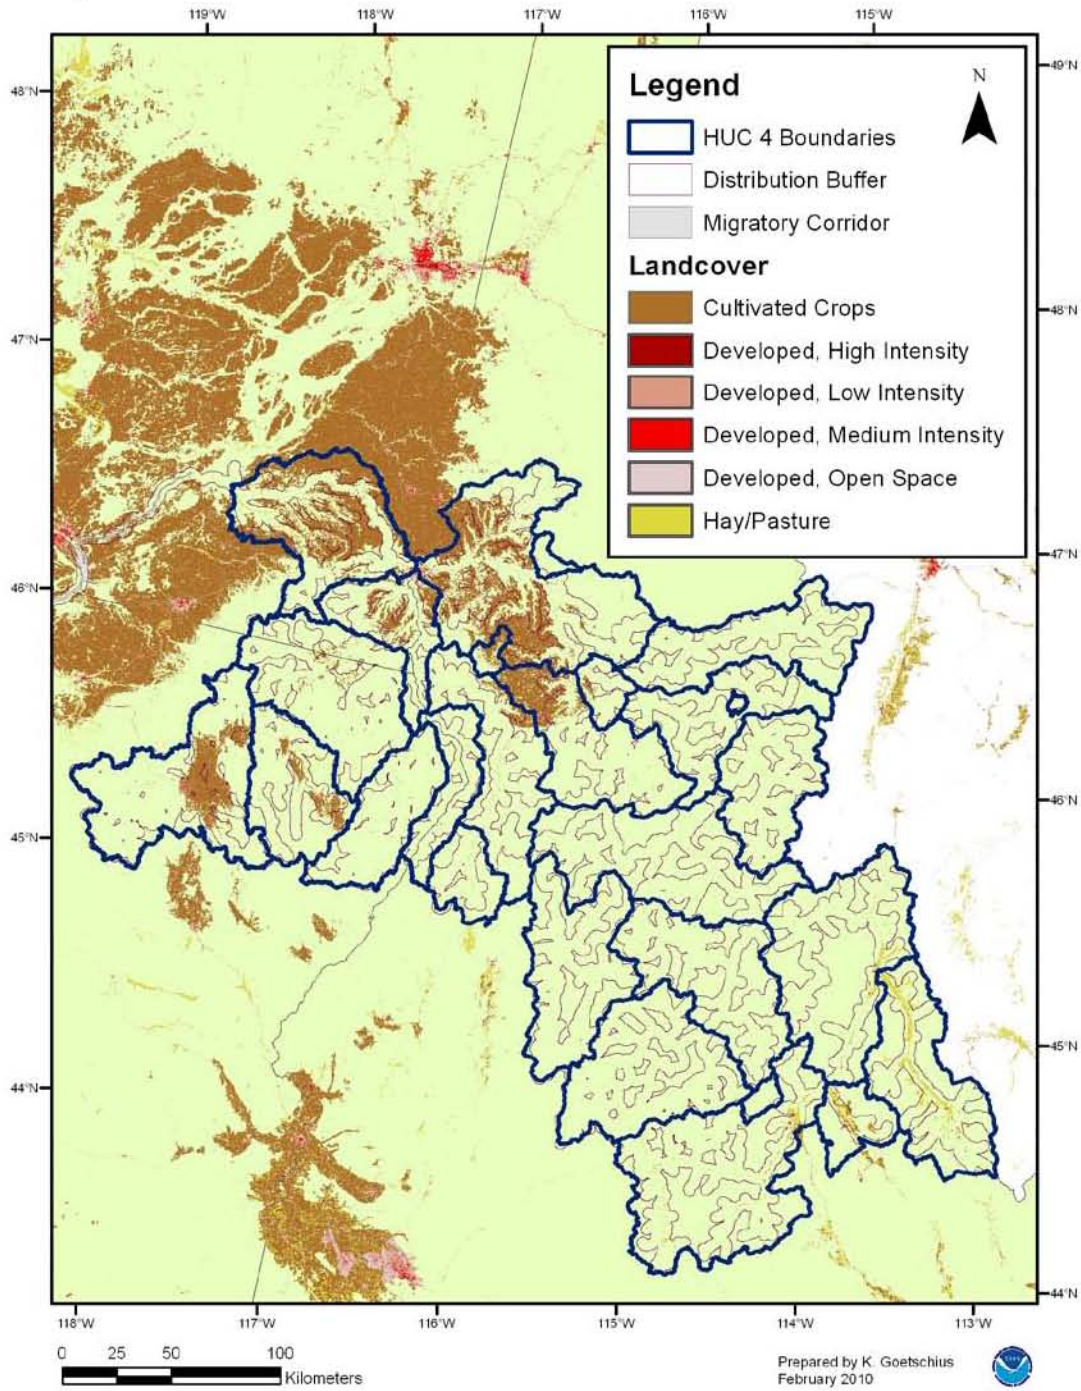 119°W 118°W 117°W 116°W 115°W
48°N
47°N
46°N
45°N
44°N
49°N
48°N
47°N
46°N
45°N
44°N
Legend
N
HUC 4 Boundaries
Distribution Buffer
Migratory Corridor
Landcover
Cultivated Crops
Developed, High Intensity
Developed, Low Intensity
Developed, Medium Intensity
Developed, Open Space
Hay/Pasture
118°W 117°W 116°W 115°W 114°W 113°W
0 25 50 100
Kilometers
Prepared by K. Goetschius
February 2010